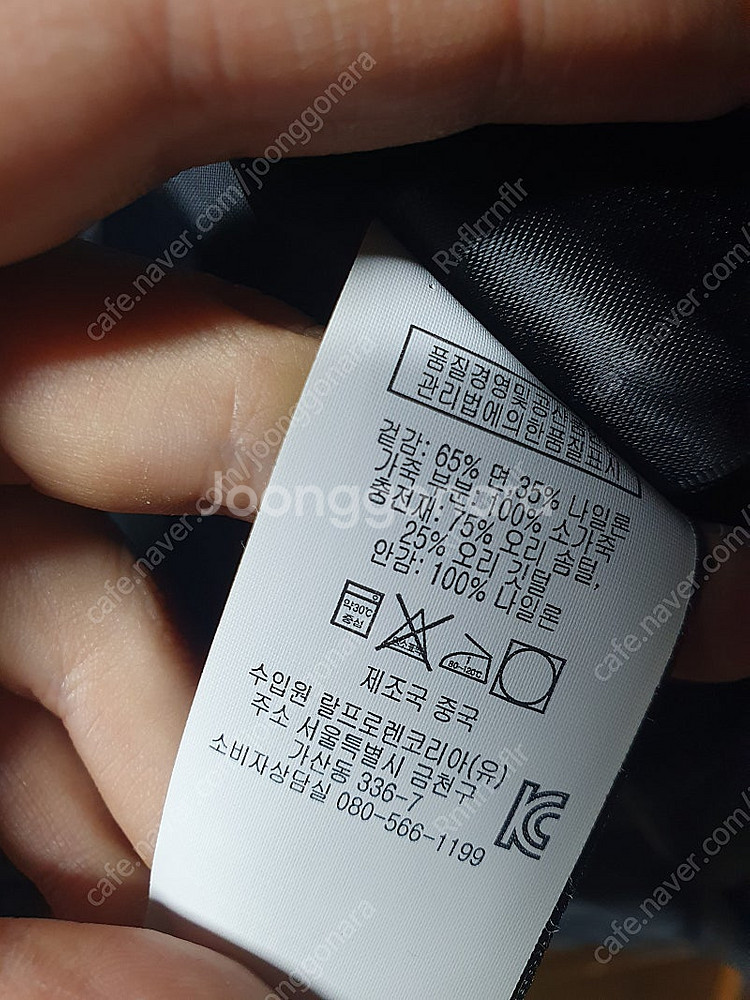 품질경영및공산품안전
관리법에의한품질표시
겉감: 65% 면 35% 나일론
가죽 부분: 100% 소가죽
충전재: 75% 오리 솜털,
25% 오리 깃털
안감: 100% 나일론
약30℃
중성
80-120℃
제조국 중국
수입원 랄프로렌코리아(유)
주소 서울특별시 금천구
가산동 336-7
소비자상담실 080-566-1199
Joonggonara
cafe.naver.com/joonggonara
Rnflrnflr